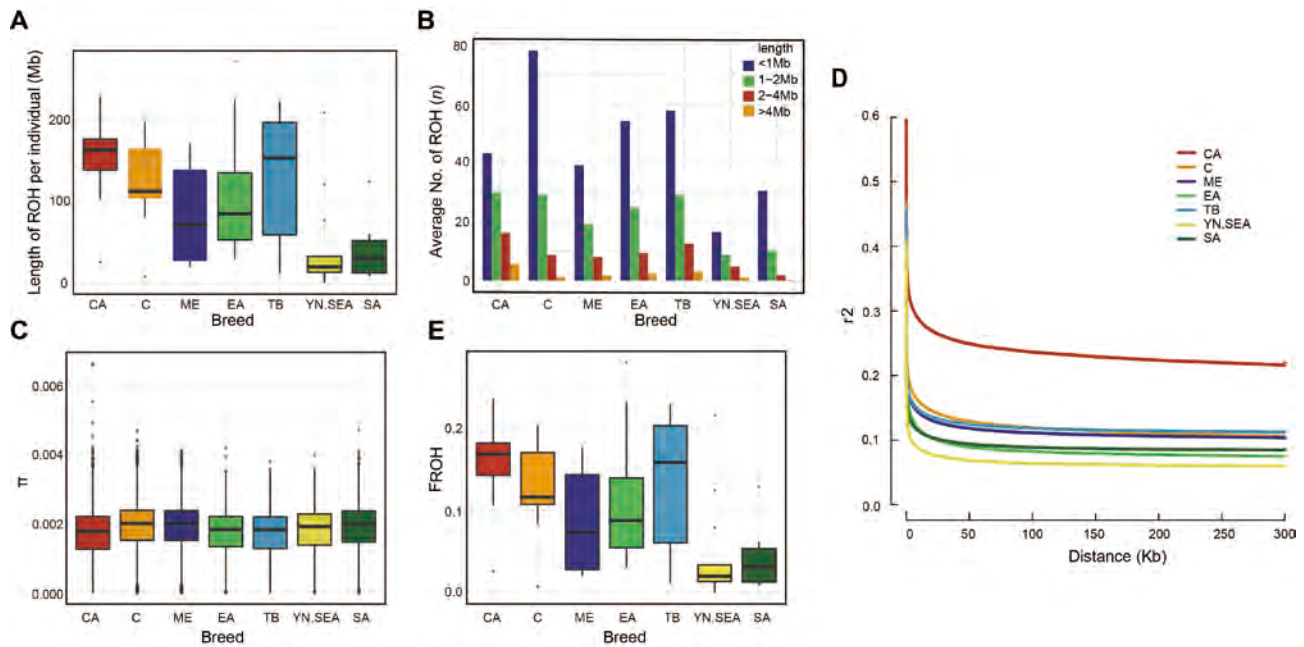 A
Length of ROH per individual (Mb)
200
100
0
CA C ME EA TB YN.SEA SA
Breed
B
Average No. of ROH (n)
80
60
40
20
0
length
<1Mb
1–2Mb
2–4Mb
>4Mb
CA C ME EA TB YN.SEA SA
Breed
C
π
0.006
0.004
0.002
0.000
CA C ME EA TB YN.SEA SA
Breed
E
FROH
0.2
0.1
0.0
CA C ME EA TB YN.SEA SA
Breed
D
r2
0.6
0.5
0.4
0.3
0.2
0.1
0.0
CA
C
ME
EA
TB
YN.SEA
SA
0 50 100 150 200 250 300
Distance (Kb)